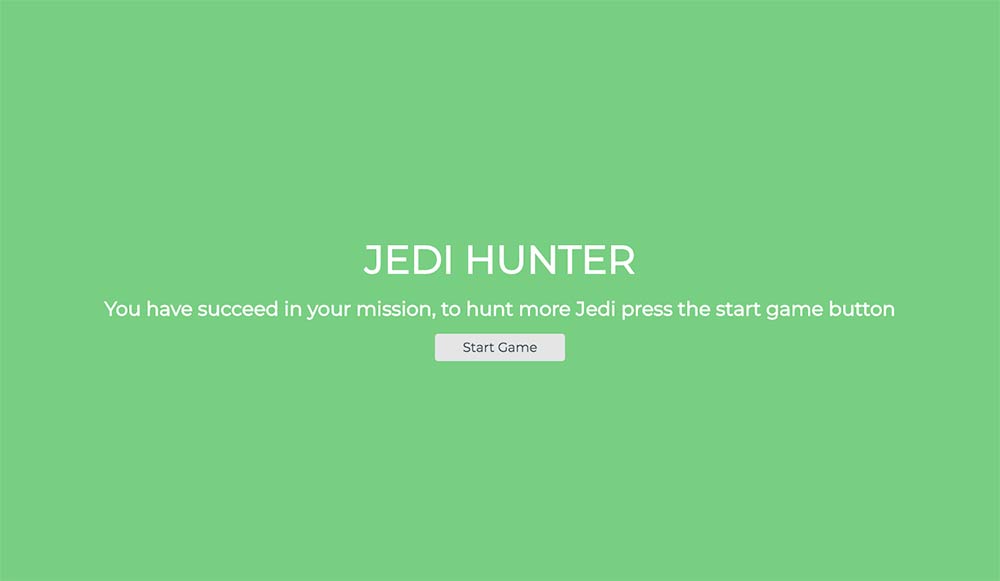 JEDI HUNTER
You have succeed in your mission, to hunt more Jedi press the start game button
Start Game